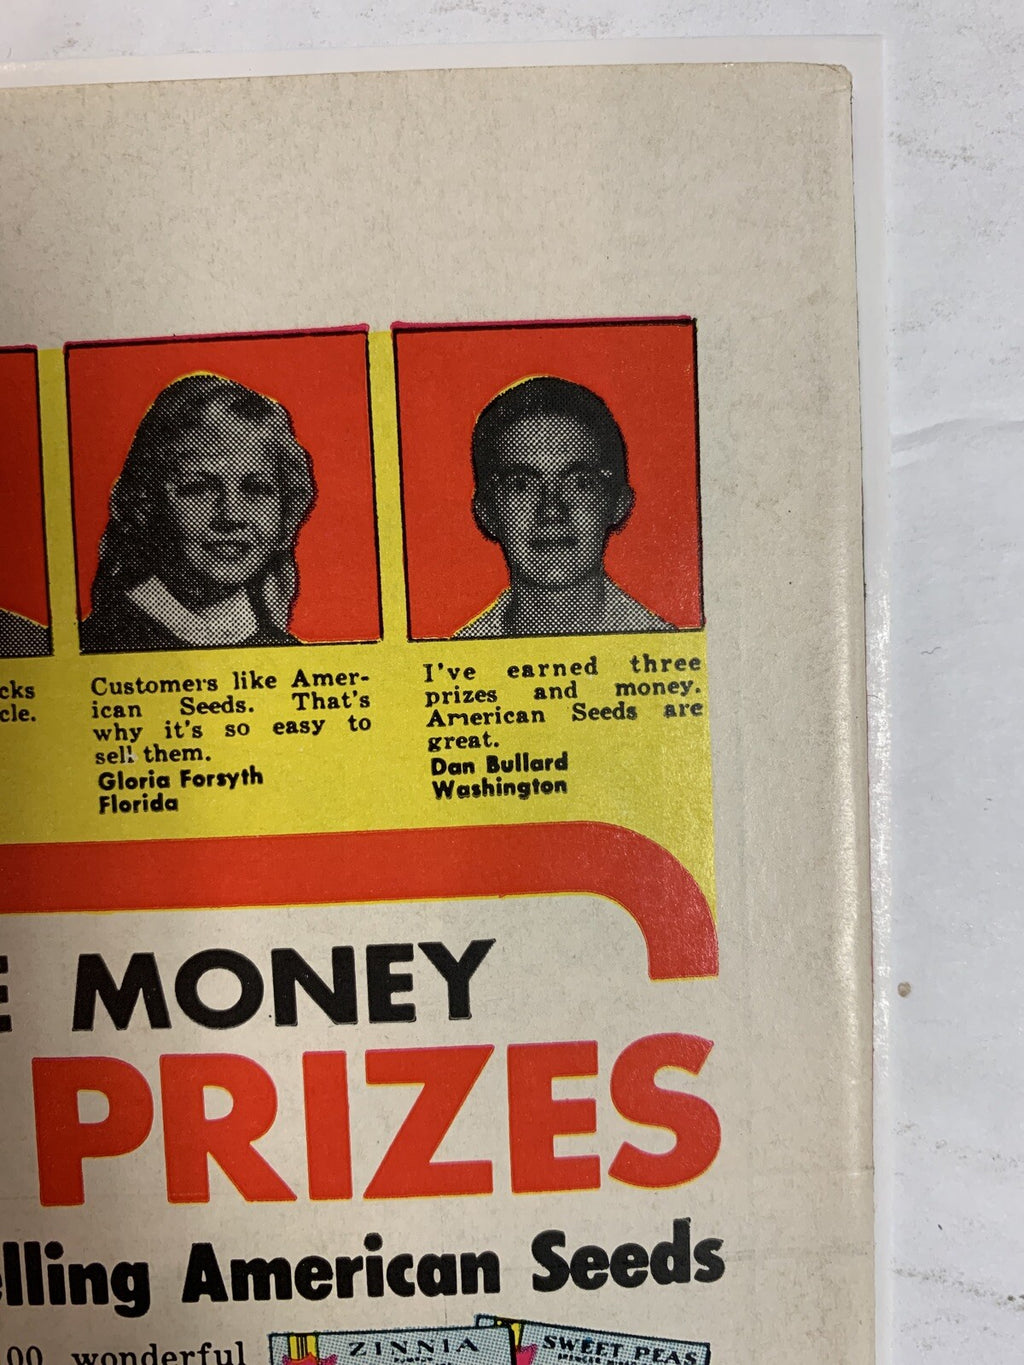 cks
cle.
Customers like Amer-
ican Seeds. That's
why it's so easy to
sell them.
Gloria Forsyth
Florida
I've earned three
prizes and money.
American Seeds are
great.
Dan Bullard
Washington
E MONEY
PRIZES
elling American Seeds
00 wonderful
ZINNIA
SWEET PEAS